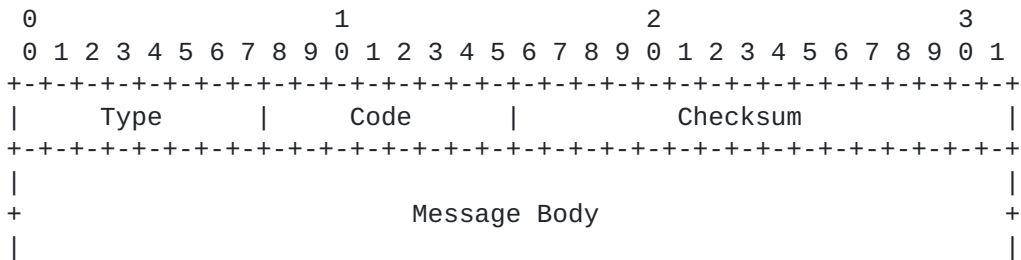 0                   1                   2                   3
 0 1 2 3 4 5 6 7 8 9 0 1 2 3 4 5 6 7 8 9 0 1 2 3 4 5 6 7 8 9 0 1
+-+-+-+-+-+-+-+-+-+-+-+-+-+-+-+-+-+-+-+-+-+-+-+-+-+-+-+-+-+-+-+-+
|     Type      |     Code      |          Checksum             |
+-+-+-+-+-+-+-+-+-+-+-+-+-+-+-+-+-+-+-+-+-+-+-+-+-+-+-+-+-+-+-+-+
|                                                               |
+                         Message Body                          +
|                                                               |